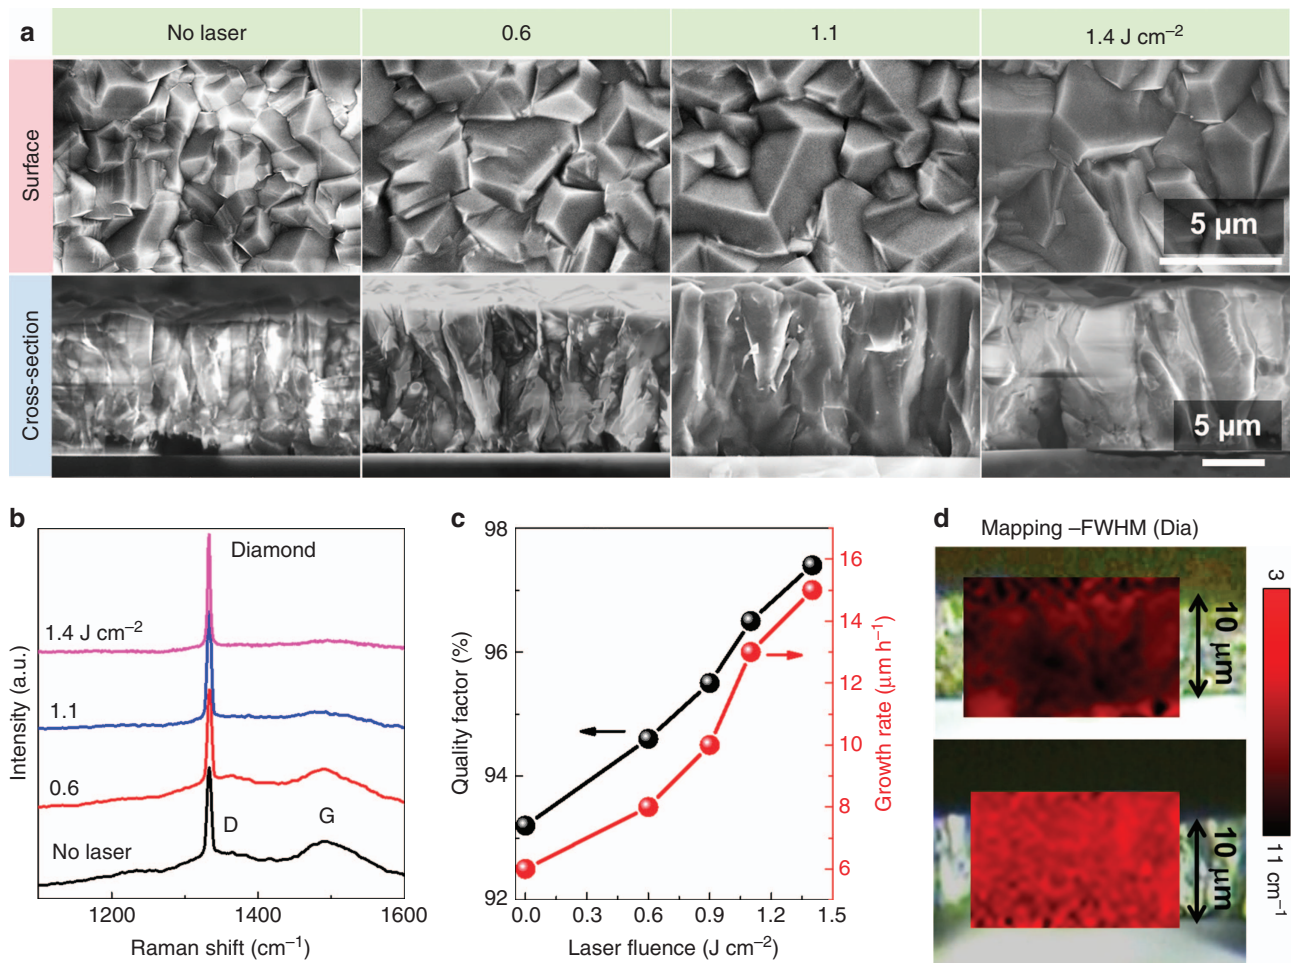 a
No laser
0.6
1.1
1.4 J cm⁻²
Surface
5 µm
Cross-section
5 µm
b
Diamond
1.4 J cm⁻²
1.1
0.6
D
G
No laser
Intensity (a.u.)
1200
1400
1600
Raman shift (cm⁻¹)
c
98
96
94
92
Quality factor (%)
16
14
12
10
8
6
Growth rate (µm h⁻¹)
0.0
0.3
0.6
0.9
1.2
1.5
Laser fluence (J cm⁻²)
d
Mapping –FWHM (Dia)
10 µm
10 µm
3
11 cm⁻¹